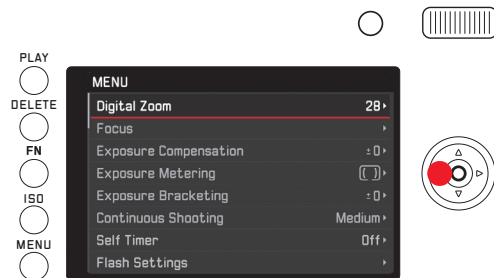 PLAY
DELETE
FN
ISO
MENU
MENU
Digital Zoom 28
Focus
Exposure Compensation ±0
Exposure Metering [( )]
Exposure Bracketing ±0
Continuous Shooting Medium
Self Timer Off
Flash Settings